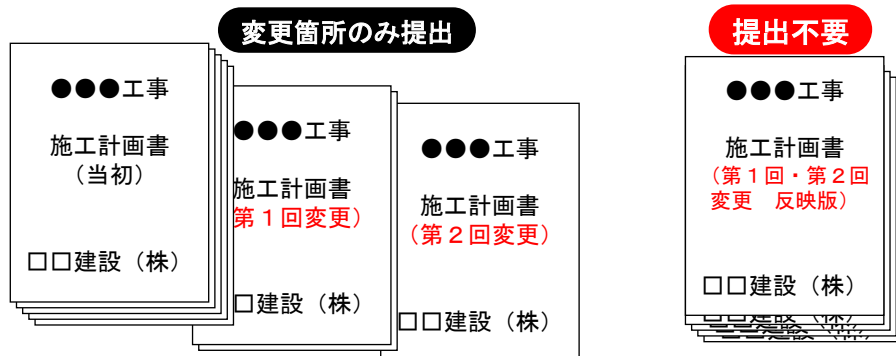 変更箇所のみ提出
●●●工事
施工計画書
（当初）
□□建設（株）
●●●工事
施工計画書
第１回変更）
□建設（株）
●●●工事
施工計画書
（第２回変更）
□□建設（株）
提出不要
●●●工事
施工計画書
（第１回・第２回
変更　反映版）
□□建設（株）